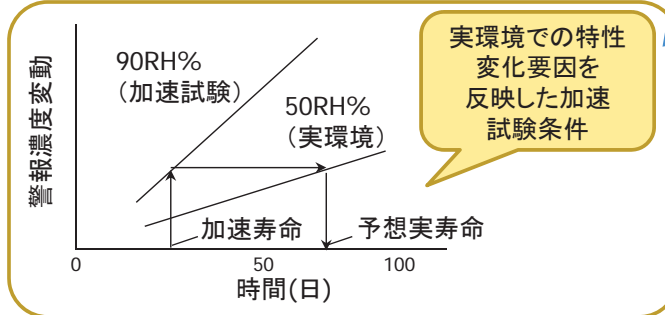 警報濃度変動
90RH%
（加速試験）
50RH%
（実環境）
実環境での特性
変化要因を
反映した加速
試験条件
加速寿命
予想実寿命
0
50
100
時間(日)